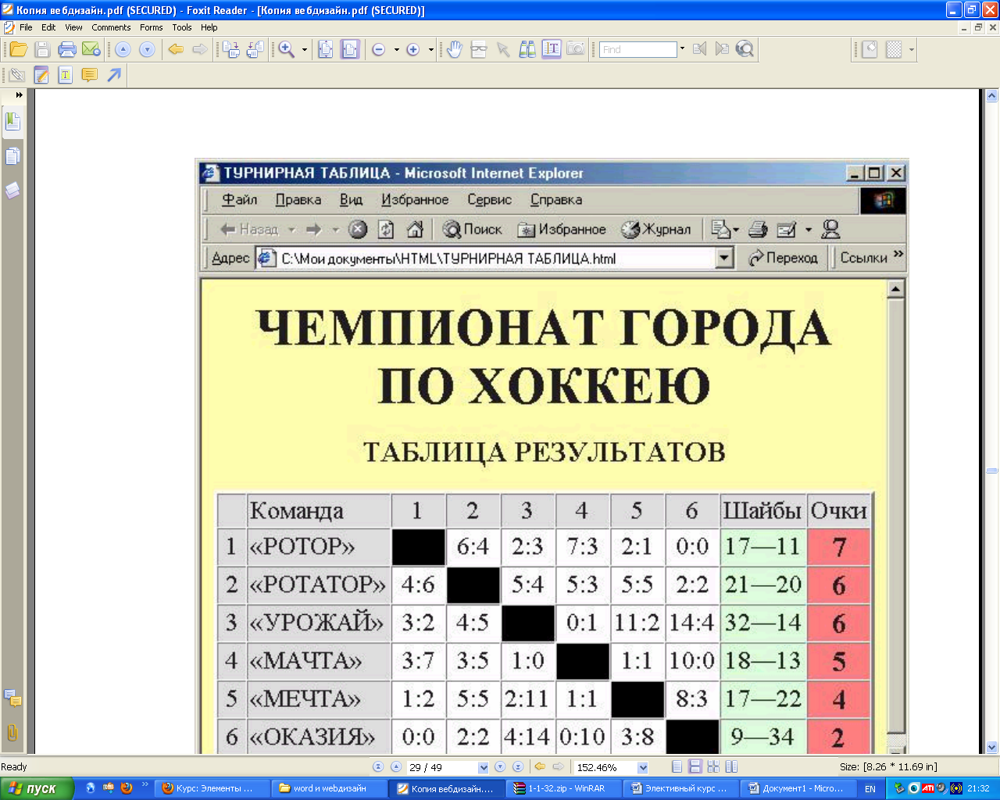 Копия вебдизайн.pdf (SECURED) - Foxit Reader - [Копия вебдизайн.pdf (SECURED)]
File Edit View Comments Forms Tools Help
Find
ТУРНИРНАЯ ТАБЛИЦА - Microsoft Internet Explorer
Файл Правка Вид Избранное Сервис Справка
Назад Поиск Избранное Журнал
Адрес C:\Мои документы\HTML\ТУРНИРНАЯ ТАБЛИЦА.html Переход Ссылки »
ЧЕМПИОНАТ ГОРОДА
ПО ХОККЕЮ
ТАБЛИЦА РЕЗУЛЬТАТОВ
Команда 1 2 3 4 5 6 Шайбы Очки
1 «РОТОР» 6:4 2:3 7:3 2:1 0:0 17—11 7
2 «РОТАТОР» 4:6 5:4 5:3 5:5 2:2 21—20 6
3 «УРОЖАЙ» 3:2 4:5 0:1 11:2 14:4 32—14 6
4 «МАЧТА» 3:7 3:5 1:0 1:1 10:0 18—13 5
5 «МЕЧТА» 1:2 5:5 2:11 1:1 8:3 17—22 4
6 «ОКАЗИЯ» 0:0 2:2 4:14 0:10 3:8 9—34 2
Ready 29 / 49 152.46% Size: [8.26 * 11.69 in]
пуск » Курс: Элементы ... word и webдизайн Копия вебдизайн.... 1-1-32.zip - WinRAR Элективный курс ... Документ1 - Micro... EN ATI 21:32